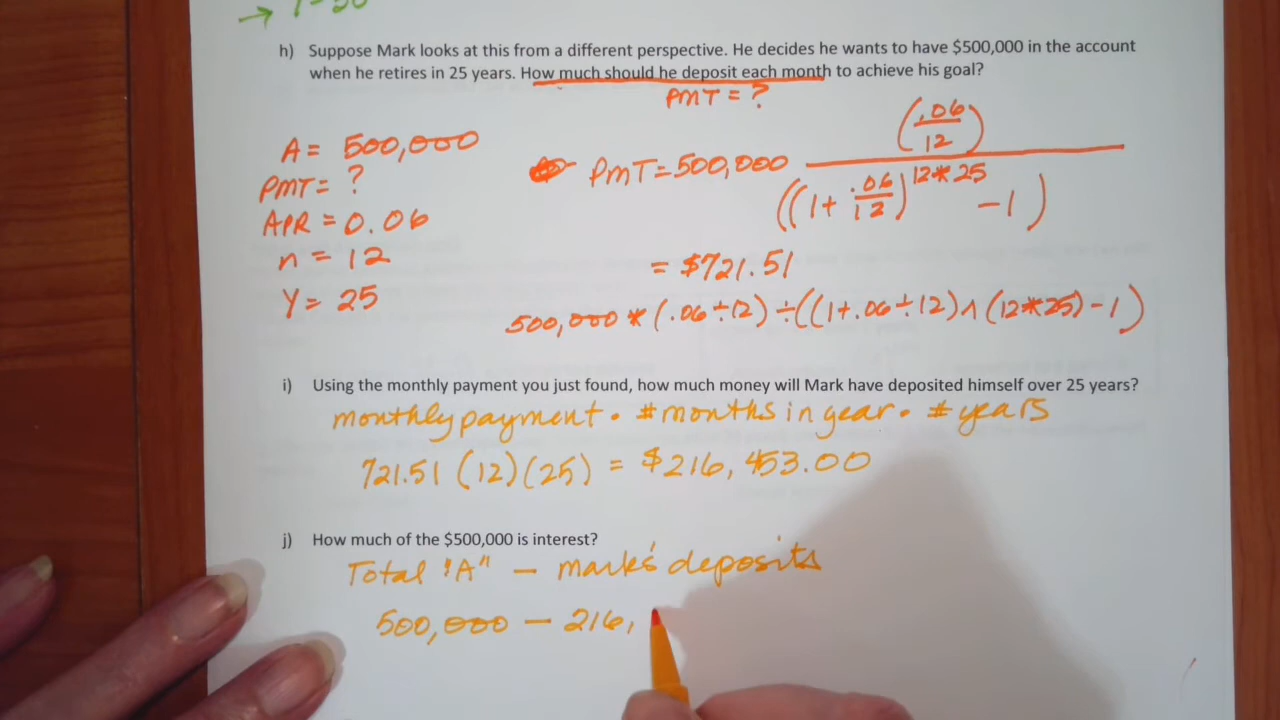 h) Suppose Mark looks at this from a different perspective. He decides he wants to have $500,000 in the account
when he retires in 25 years. How much should he deposit each month to achieve his goal?
PMT = ?
A = 500,000
PMT = ?
APR = 0.06
n = 12
Y = 25
PMT = 500,000 (.06/12) / ((1 + .06/12)^12*25 - 1)
= $721.51
500,000 * (.06 ÷ 12) ÷ ((1 + .06 ÷ 12) ^ (12*25) - 1)
i) Using the monthly payment you just found, how much money will Mark have deposited himself over 25 years?
monthly payment · # months in year · # years
721.51 (12)(25) = $216,453.00
j) How much of the $500,000 is interest?
Total "A" — Mark's deposits
500,000 — 216,